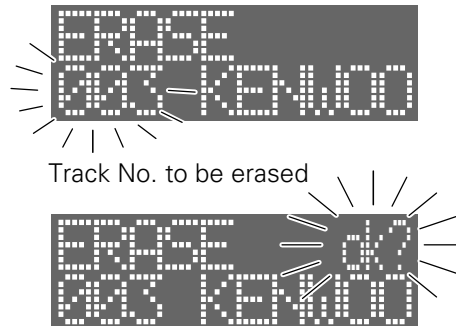 ERASE
003 KENWOO
Track No. to be erased
ERASE ok?
003 KENWOO